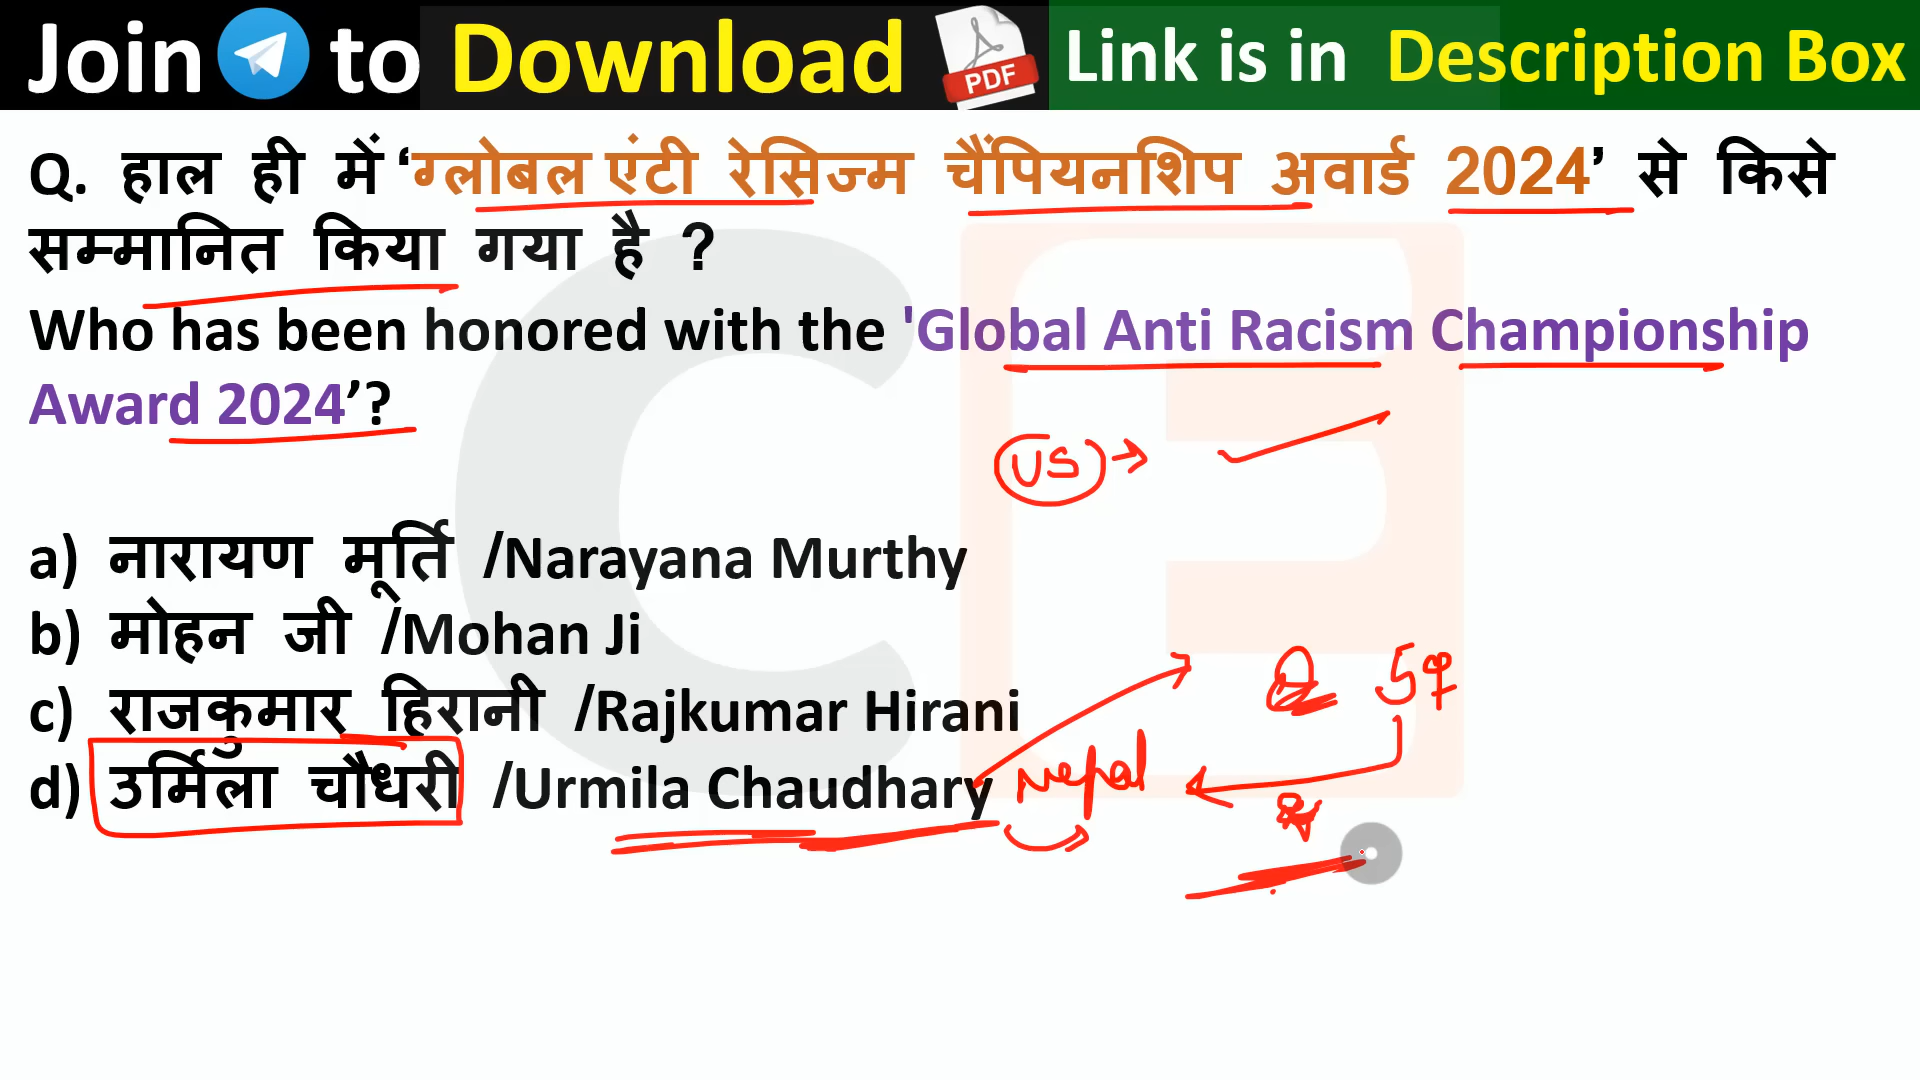 Join to Download PDF Link is in Description Box
Q. हाल ही में ‘ग्लोबल एंटी रेसिज्म चैंपियनशिप अवार्ड 2024’ से किसे
सम्मानित किया गया है ?
Who has been honored with the 'Global Anti Racism Championship
Award 2024’?
US
a) नारायण मूर्ति /Narayana Murthy
b) मोहन जी /Mohan Ji
c) राजकुमार हिरानी /Rajkumar Hirani
d) उर्मिला चौधरी /Urmila Chaudhary Nepal